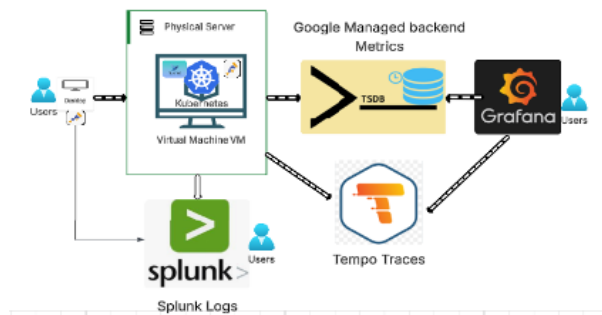 Physical Server
Google Managed backend
Metrics
Kubernetas
TSDB
Desktop
Users
Virtual Machine VM
Grafana
Users
splunk>
Users
Tempo Traces
Splunk Logs